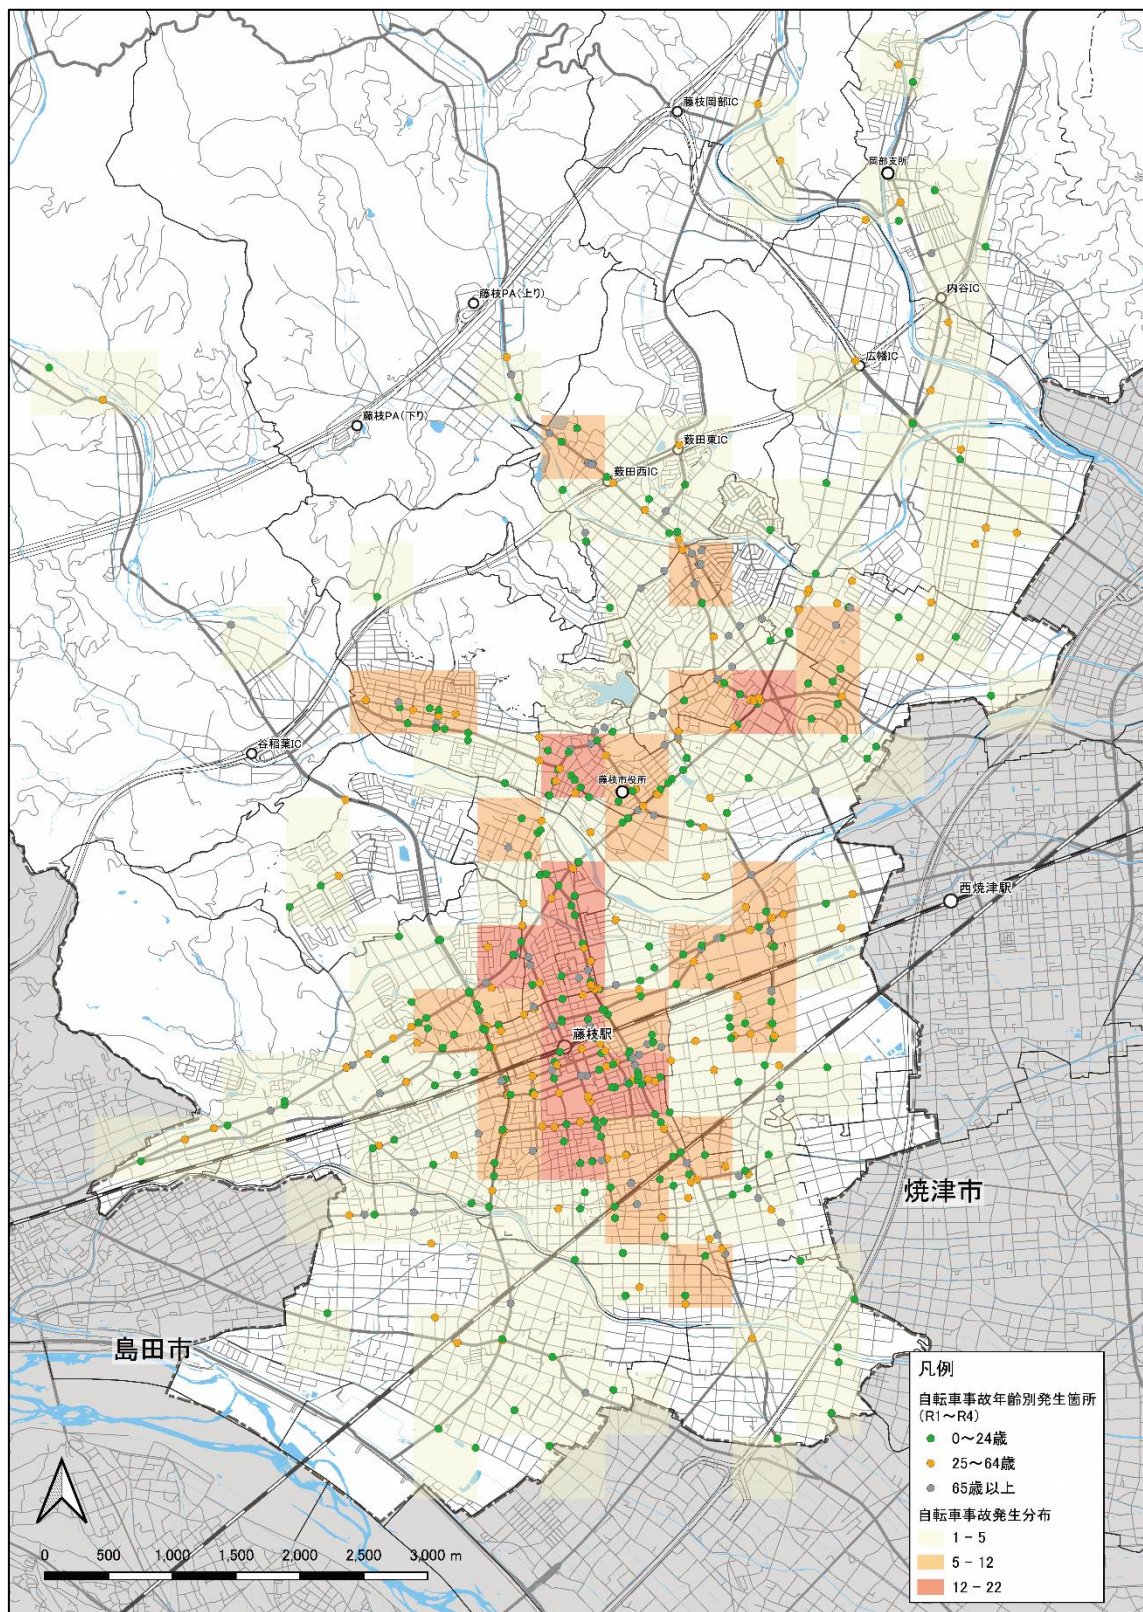 藤枝岡部IC
岡部支所
内谷IC
藤枝PA(上り)
広幡IC
藤枝PA(下り)
薮田東IC
薮田西IC
谷稲葉IC
藤枝市役所
西焼津駅
藤枝駅
焼津市
島田市
凡例
自転車事故年齢別発生箇所
(R1～R4)
0～24歳
25～64歳
65歳以上
自転車事故発生分布
1 - 5
5 - 12
12 - 22
0 500 1,000 1,500 2,000 2,500 3,000 m